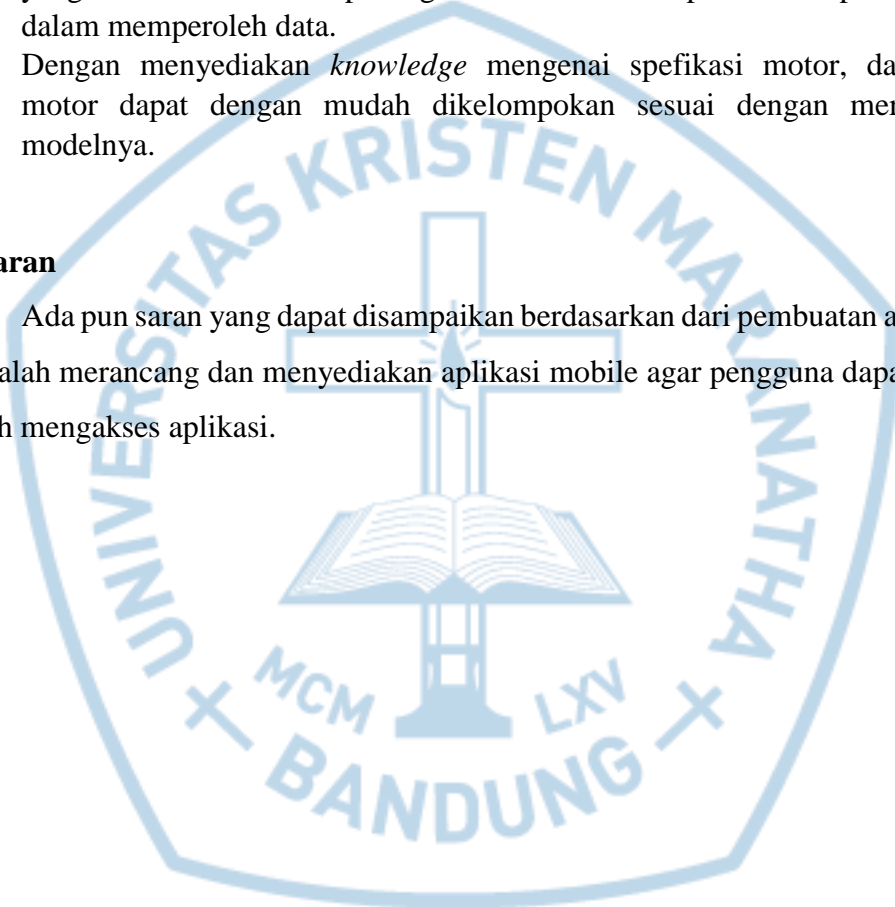 dalam memperoleh data.
Dengan menyediakan knowledge mengenai spefikasi motor, da
motor dapat dengan mudah dikelompokan sesuai dengan mer
modelnya.
aran
Ada pun saran yang dapat disampaikan berdasarkan dari pembuatan a
alah merancang dan menyediakan aplikasi mobile agar pengguna dapa
h mengakses aplikasi.
UNIVERSITAS KRISTEN MARANATHA
MCM LXV
BANDUNG